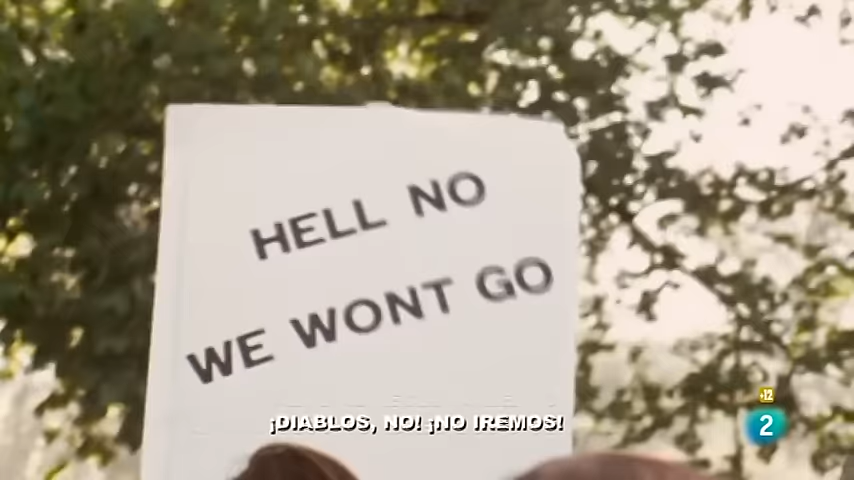 HELL NO
WE WONT GO
¡DIABLOS, NO! ¡NO IREMOS!
+12
2